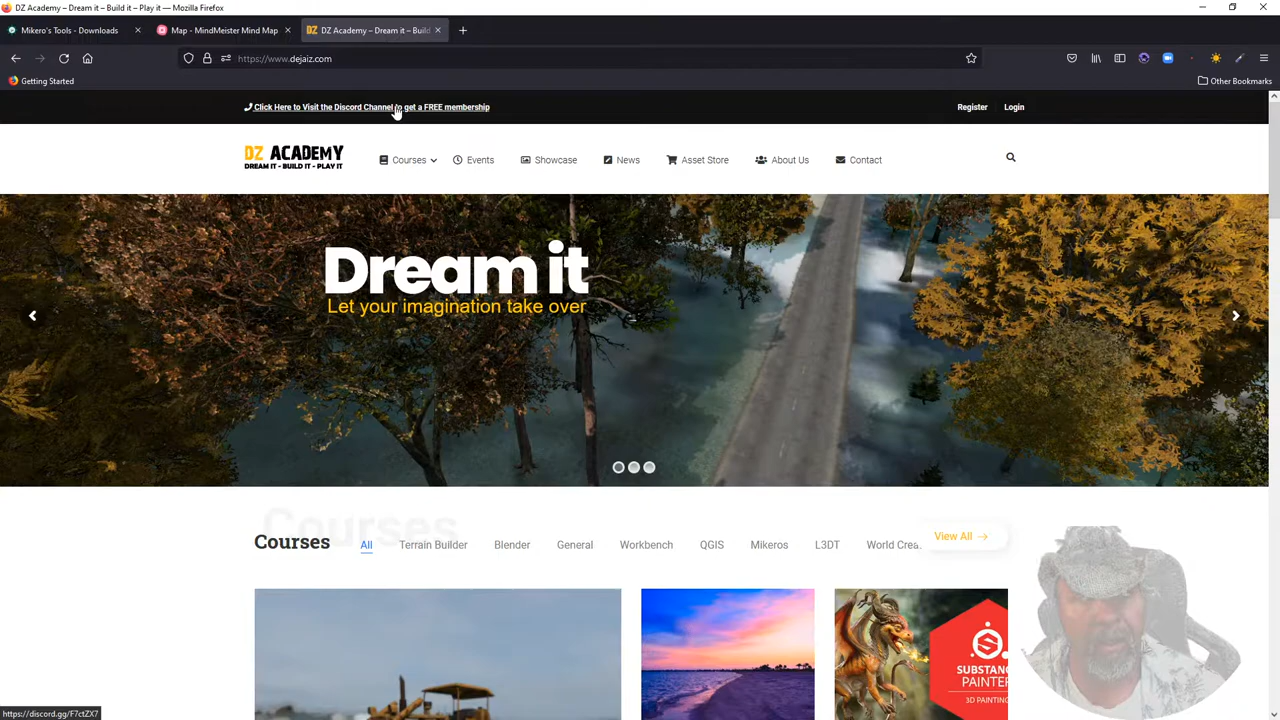 DZ Academy – Dream it – Build it – Play it — Mozilla Firefox
Mikero's Tools - Downloads
Map - MindMeister Mind Map
DZ Academy – Dream it – Build
https://www.dejaiz.com
Getting Started
Other Bookmarks
Click Here to Visit the Discord Channel to get a FREE membership
Register
Login
DZ ACADEMY
DREAM IT - BUILD IT - PLAY IT
Courses
Events
Showcase
News
Asset Store
About Us
Contact
Dream it
Let your imagination take over
Courses
Courses
All
Terrain Builder
Blender
General
Workbench
QGIS
Mikeros
L3DT
World Crea
View All
SUBSTANC
PAINTER
3D PAINTING
https://discord.gg/F7ctZX7